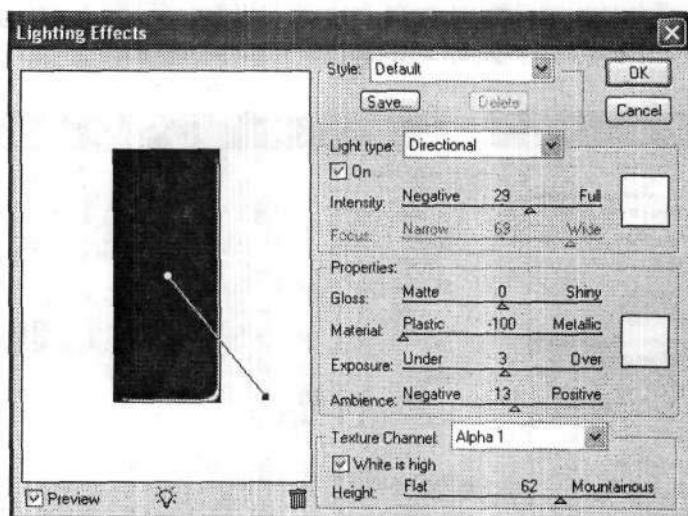 Lighting Effects
Style: Default
Save... Delete
OK
Cancel
Light type: Directional
On
Intensity: Negative 29 Full
Focus: Narrow 69 Wide
Properties:
Gloss: Matte 0 Shiny
Material: Plastic -100 Metallic
Exposure: Under 3 Over
Ambience: Negative 13 Positive
Texture Channel: Alpha 1
White is high
Height: Flat 62 Mountainous
Preview